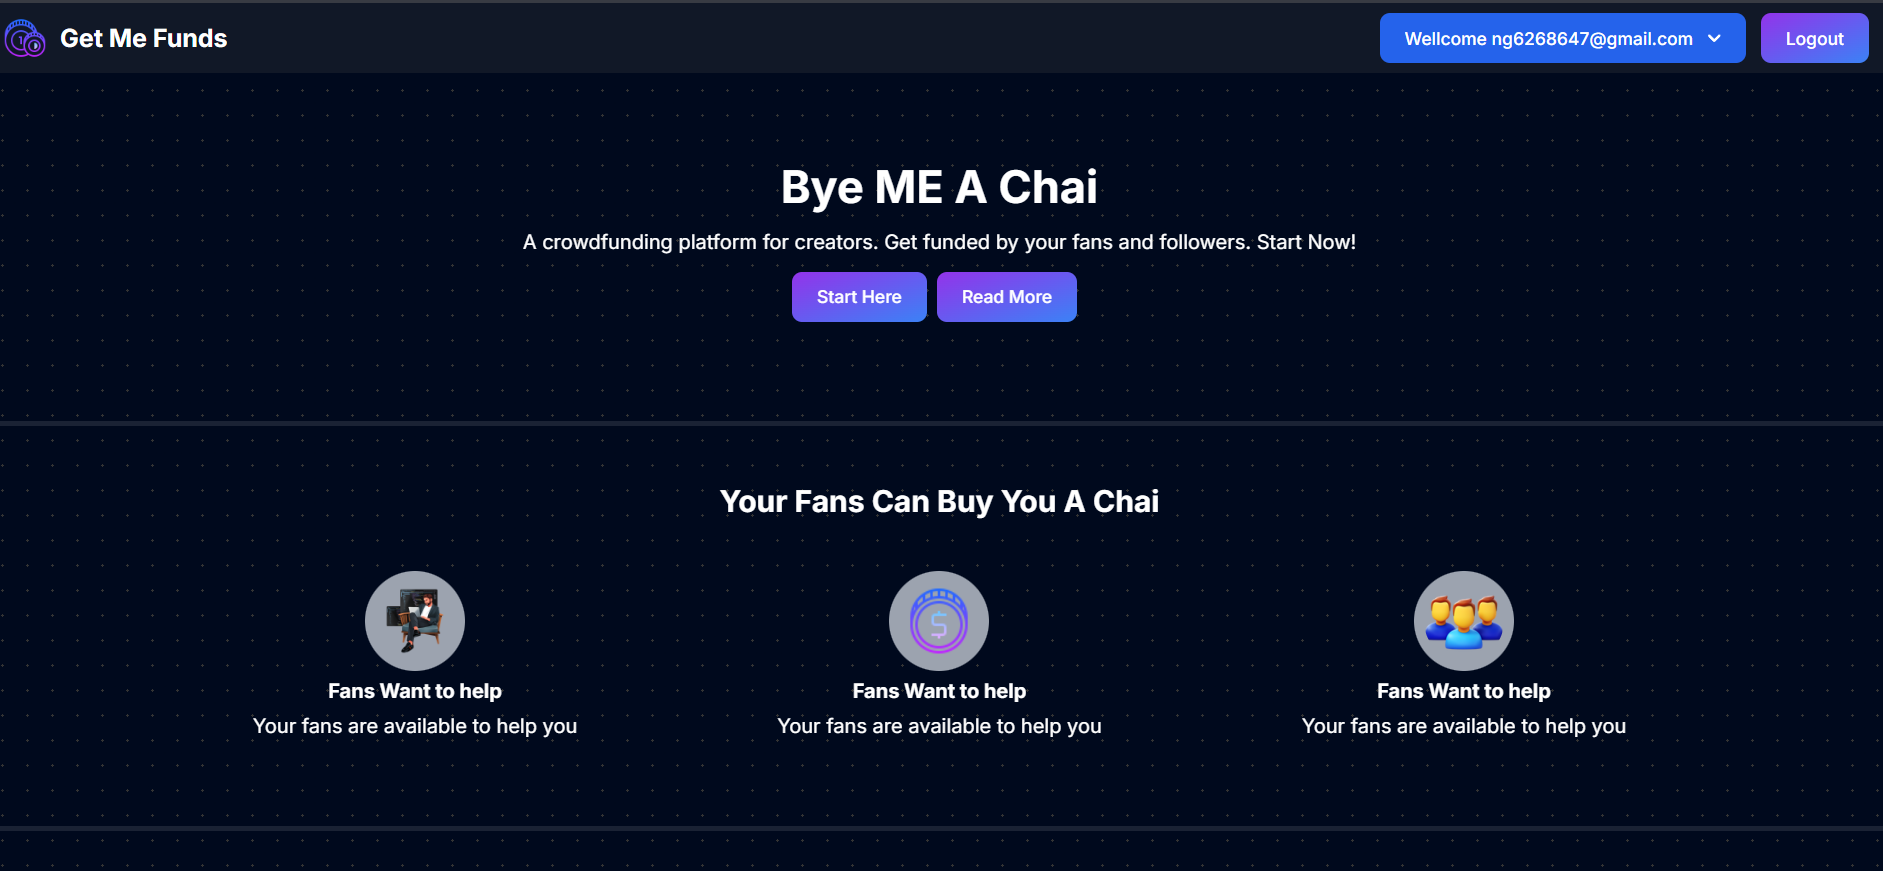 Get Me Funds
Wellcome ng6268647@gmail.com
Logout
Bye ME A Chai
A crowdfunding platform for creators. Get funded by your fans and followers. Start Now!
Start Here
Read More
Your Fans Can Buy You A Chai
Fans Want to help
Your fans are available to help you
Fans Want to help
Your fans are available to help you
Fans Want to help
Your fans are available to help you